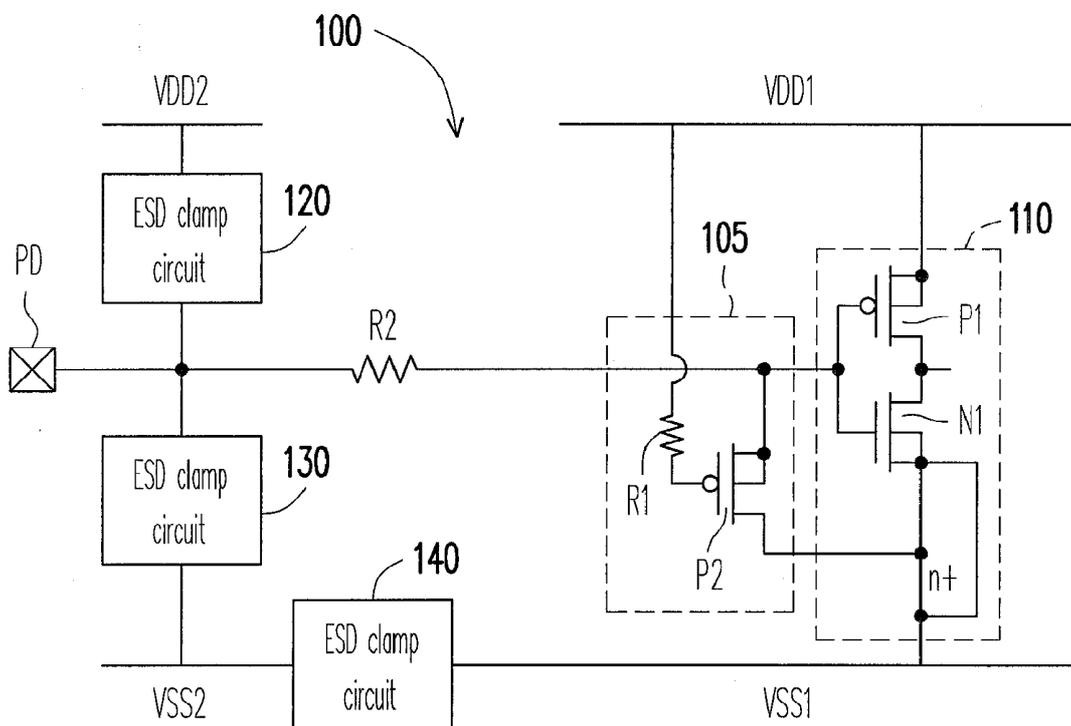 100
VDD2
VDD1
ESD clamp
circuit
120
PD
R2
105
110
P1
N1
ESD clamp
circuit
130
R1
P2
n+
140
ESD clamp
circuit
VSS2
VSS1